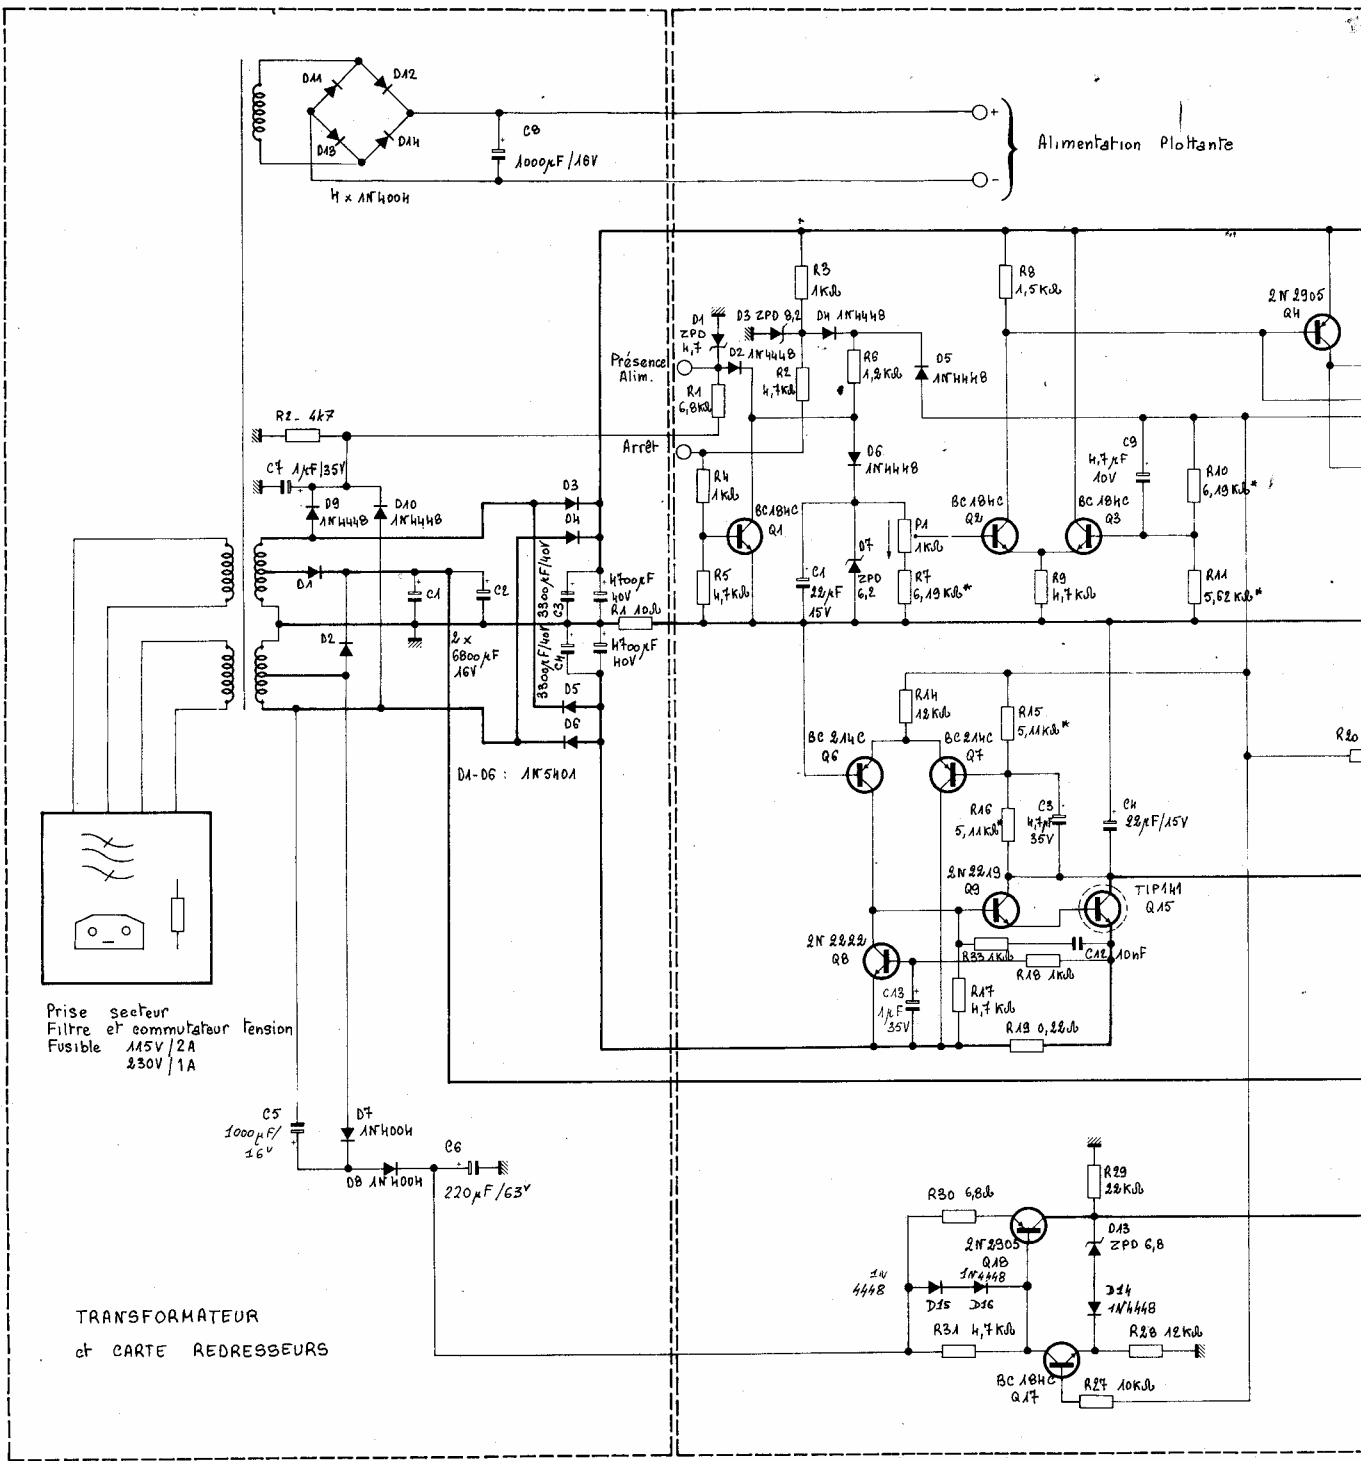 D11
D12
D13
D14
4 x 1N4004
C8
1000µF/16V
+
-
Alimentation Flottante
R3
1KΩ
R8
1,5KΩ
2N2905
Q4
D1
ZPD
4,7
D3 ZPD 8,2
D4 1N4448
D2
1N4448
R6
1,2KΩ
D5
1N4448
Présence
Alim.
R1
6,8KΩ
R2
4,7KΩ
Arrêt
R2 - 4k7
C7 1µF/35V
D9
1N4448
D10
1N4448
D3
D4
R4
1KΩ
BC184C
Q1
D6
1N4448
P1
1KΩ
BC184C
Q2
BC184C
Q3
C9
4,7µF
10V
R10
6,19KΩ*
D1
C1
C2
3300µF/40V
C3
4700µF
40V
R1 10Ω
R5
4,7KΩ
C1
22µF
15V
D7
ZPD
6,2
R7
6,19KΩ*
R9
4,7KΩ
R11
5,62KΩ*
D2
2 x
6800µF
16V
3300µF/40V
C4
4700µF
40V
D5
D6
D1-D6 : 1N5401
R14
12KΩ
R15
5,11KΩ*
BC214C
Q6
BC214C
Q7
R20
R16
5,11KΩ*
C3
4,7µF
35V
C4
22µF/15V
2N2219
Q9
TIP141
Q15
2N2222
Q8
R33 1KΩ
C12 10nF
R18 1KΩ
C13
1µF
35V
R17
4,7KΩ
R19 0,22Ω
Prise secteur
Filtre et commutateur tension
Fusible 115V/2A
230V/1A
C5
1000µF/
16V
D7
1N4004
D8 1N4004
C6
220µF/63V
R29
22KΩ
R30 6,8Ω
2N2905
Q18
D13
ZPD 6,8
1N
4448
1N4448
D15
D16
D14
1N4448
R31 4,7KΩ
R28 12KΩ
BC184C
Q17
R27 10KΩ
TRANSFORMATEUR
et CARTE REDRESSEURS